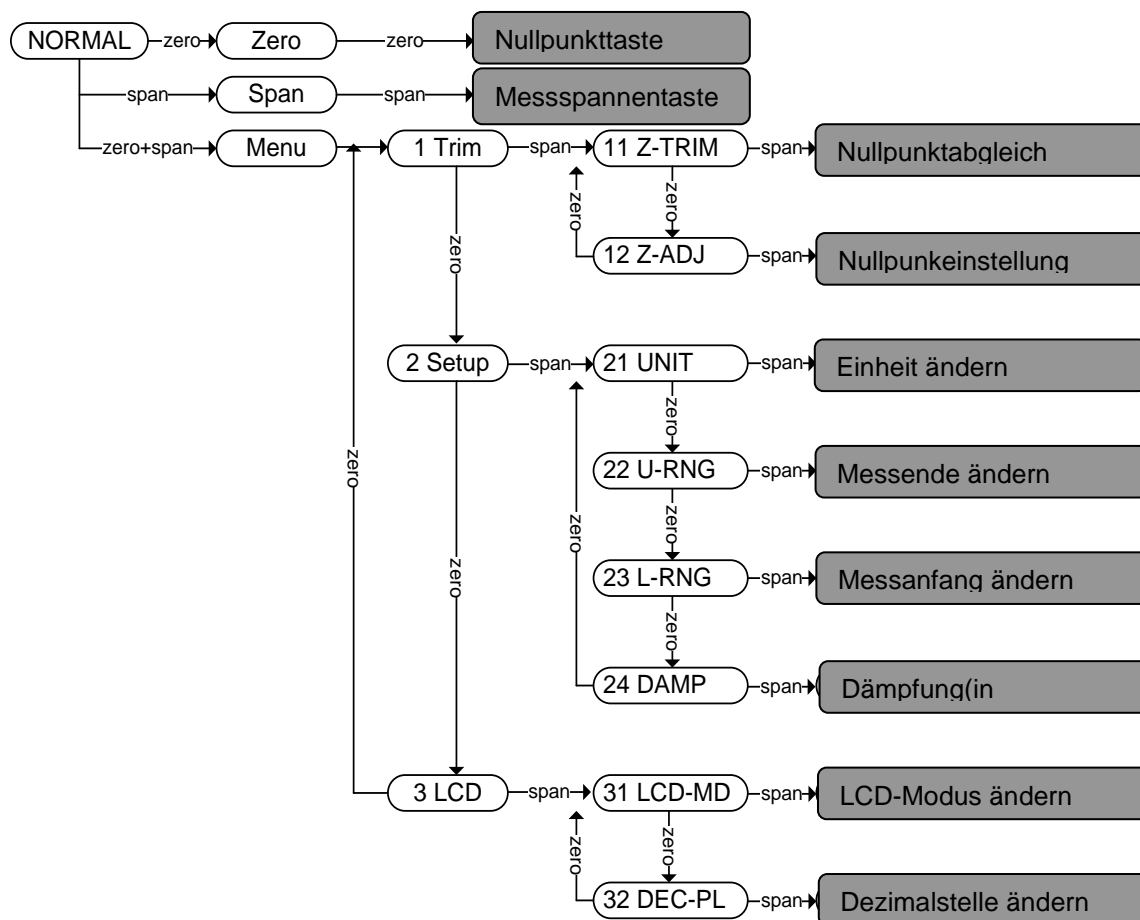 NORMAL zero Zero zero Nullpunkttaste
span Span span Messspannentaste
zero+span Menu 1 Trim span 11 Z-TRIM span Nullpunktabgleich
zero
zero
zero
12 Z-ADJ span Nullpunkeinstellung
2 Setup span 21 UNIT span Einheit ändern
zero
zero
22 U-RNG span Messende ändern
zero
zero
zero
23 L-RNG span Messanfang ändern
zero
24 DAMP span Dämpfung(in
3 LCD span 31 LCD-MD span LCD-Modus ändern
zero
zero
32 DEC-PL span Dezimalstelle ändern